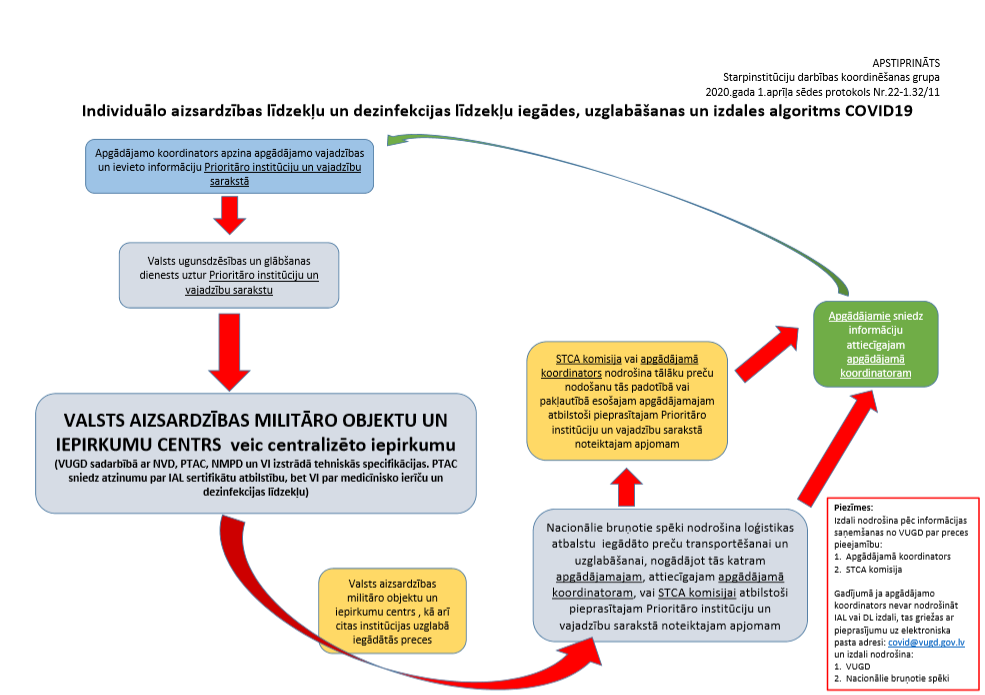 APSTIPRINĀTS
Starpinstitūciju darbības koordinēšanas grupa
2020.gada 1.aprīļa sēdes protokols Nr.22-1.32/11
Individuālo aizsardzības līdzekļu un dezinfekcijas līdzekļu iegādes, uzglabāšanas un izdales algoritms COVID19
Apgādājamo koordinators apzina apgādājamo vajadzības
un ievieto informāciju Prioritāro institūciju un vajadzību
sarakstā
Valsts ugunsdzēsības un glābšanas
dienests uztur Prioritāro institūciju un
vajadzību sarakstu
VALSTS AIZSARDZĪBAS MILITĀRO OBJEKTU UN
IEPIRKUMU CENTRS veic centralizēto iepirkumu
(VUGD sadarbībā ar NVD, PTAC, NMPD un VI izstrādā tehniskās specifikācijas. PTAC
sniedz atzinumu par IAL sertifikātu atbilstību, bet VI par medicīnisko ierīču un
dezinfekcijas līdzekļu)
Valsts aizsardzības
militāro objektu un
iepirkumu centrs , kā arī
citas institūcijas uzglabā
iegādātās preces
Nacionālie bruņotie spēki nodrošina loģistikas
atbalstu iegādāto preču transportēšanai un
uzglabāšanai, nogādājot tās katram
apgādājamajam, attiecīgajam apgādājamā
koordinatoram, vai STCA komisijai atbilstoši
pieprasītajam Prioritāro institūciju un
vajadzību sarakstā noteiktajam apjomam
STCA komisija vai apgādājamā
koordinators nodrošina tālāku preču
nodošanu tās padotībā vai
pakļautībā esošajam apgādājamajam
atbilstoši pieprasītajam Prioritāro
institūciju un vajadzību sarakstā
noteiktajam apjomam
Apgādājamie sniedz
informāciju
attiecīgajam
apgādājamā
koordinatoram
Piezīmes:
Izdali nodrošina pēc informācijas
saņemšanas no VUGD par preces
pieejamību:
1. Apgādājamā koordinators
2. STCA komisija
Gadījumā ja apgādājamo
koordinators nevar nodrošināt
IAL vai DL izdali, tas griežas ar
pieprasījumu uz elektroniska
pasta adresi: covid@vugd.gov.lv
un izdali nodrošina:
1. VUGD
2. Nacionālie bruņotie spēki